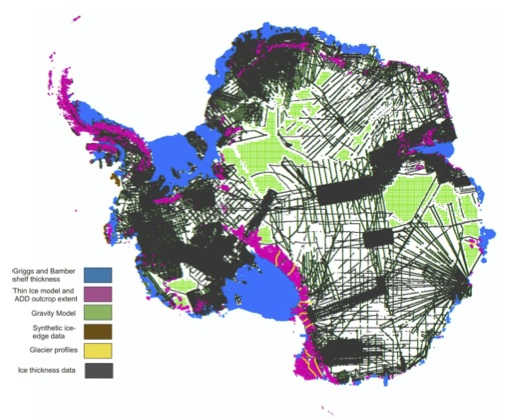 Griggs and Bamber
shelf thickness
Thin Ice model and
ADD outcrop extent
Gravity Model
Synthetic ice-
edge data
Glacier profiles
Ice thickness data